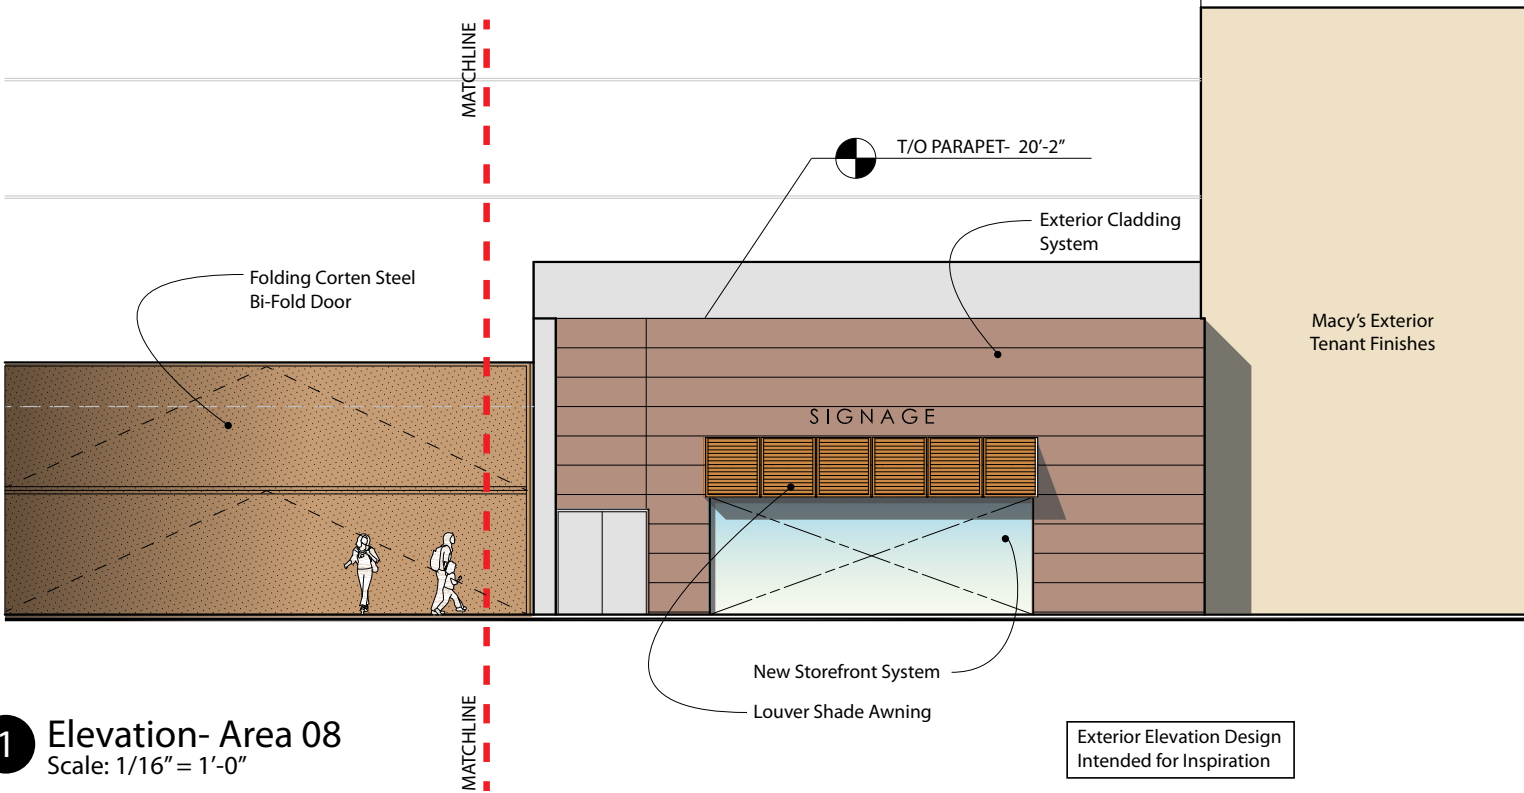 MATCHLINE
T/O PARAPET- 20'-2"
Exterior Cladding
System
Folding Corten Steel
Bi-Fold Door
Macy's Exterior
Tenant Finishes
SIGNAGE
New Storefront System
Louver Shade Awning
MATCHLINE
1
Elevation- Area 08
Scale: 1/16" = 1'-0"
Exterior Elevation Design
Intended for Inspiration